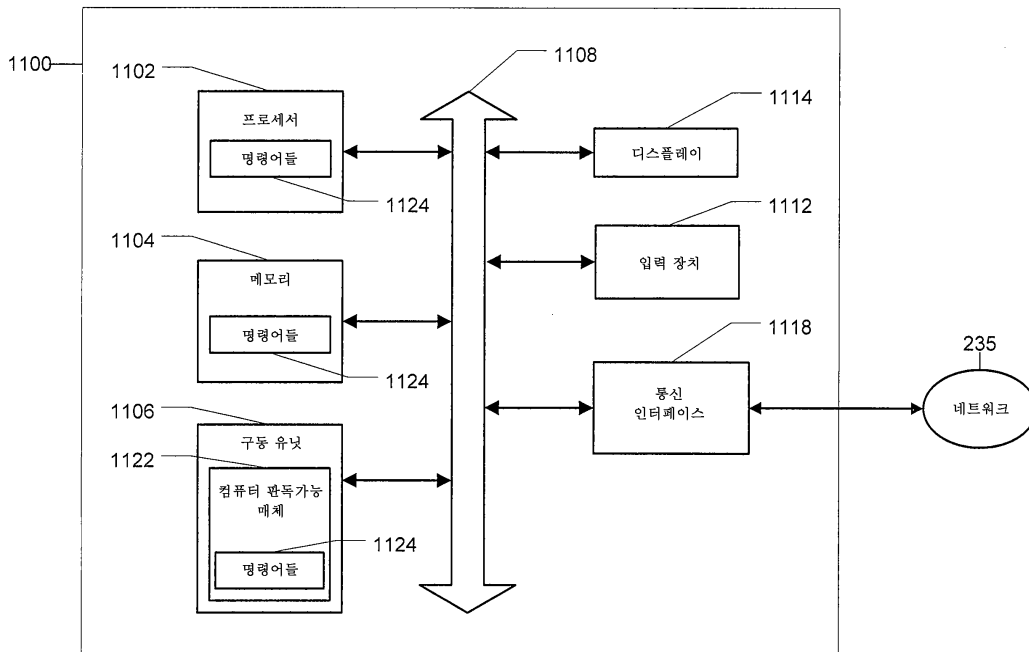 1100
1102
프로세서
명령어들
1124
1104
메모리
명령어들
1124
1106
구동 유닛
1122
컴퓨터 판독가능
매체
1124
명령어들
1108
1114
디스플레이
1112
입력 장치
1118
통신
인터페이스
235
네트워크